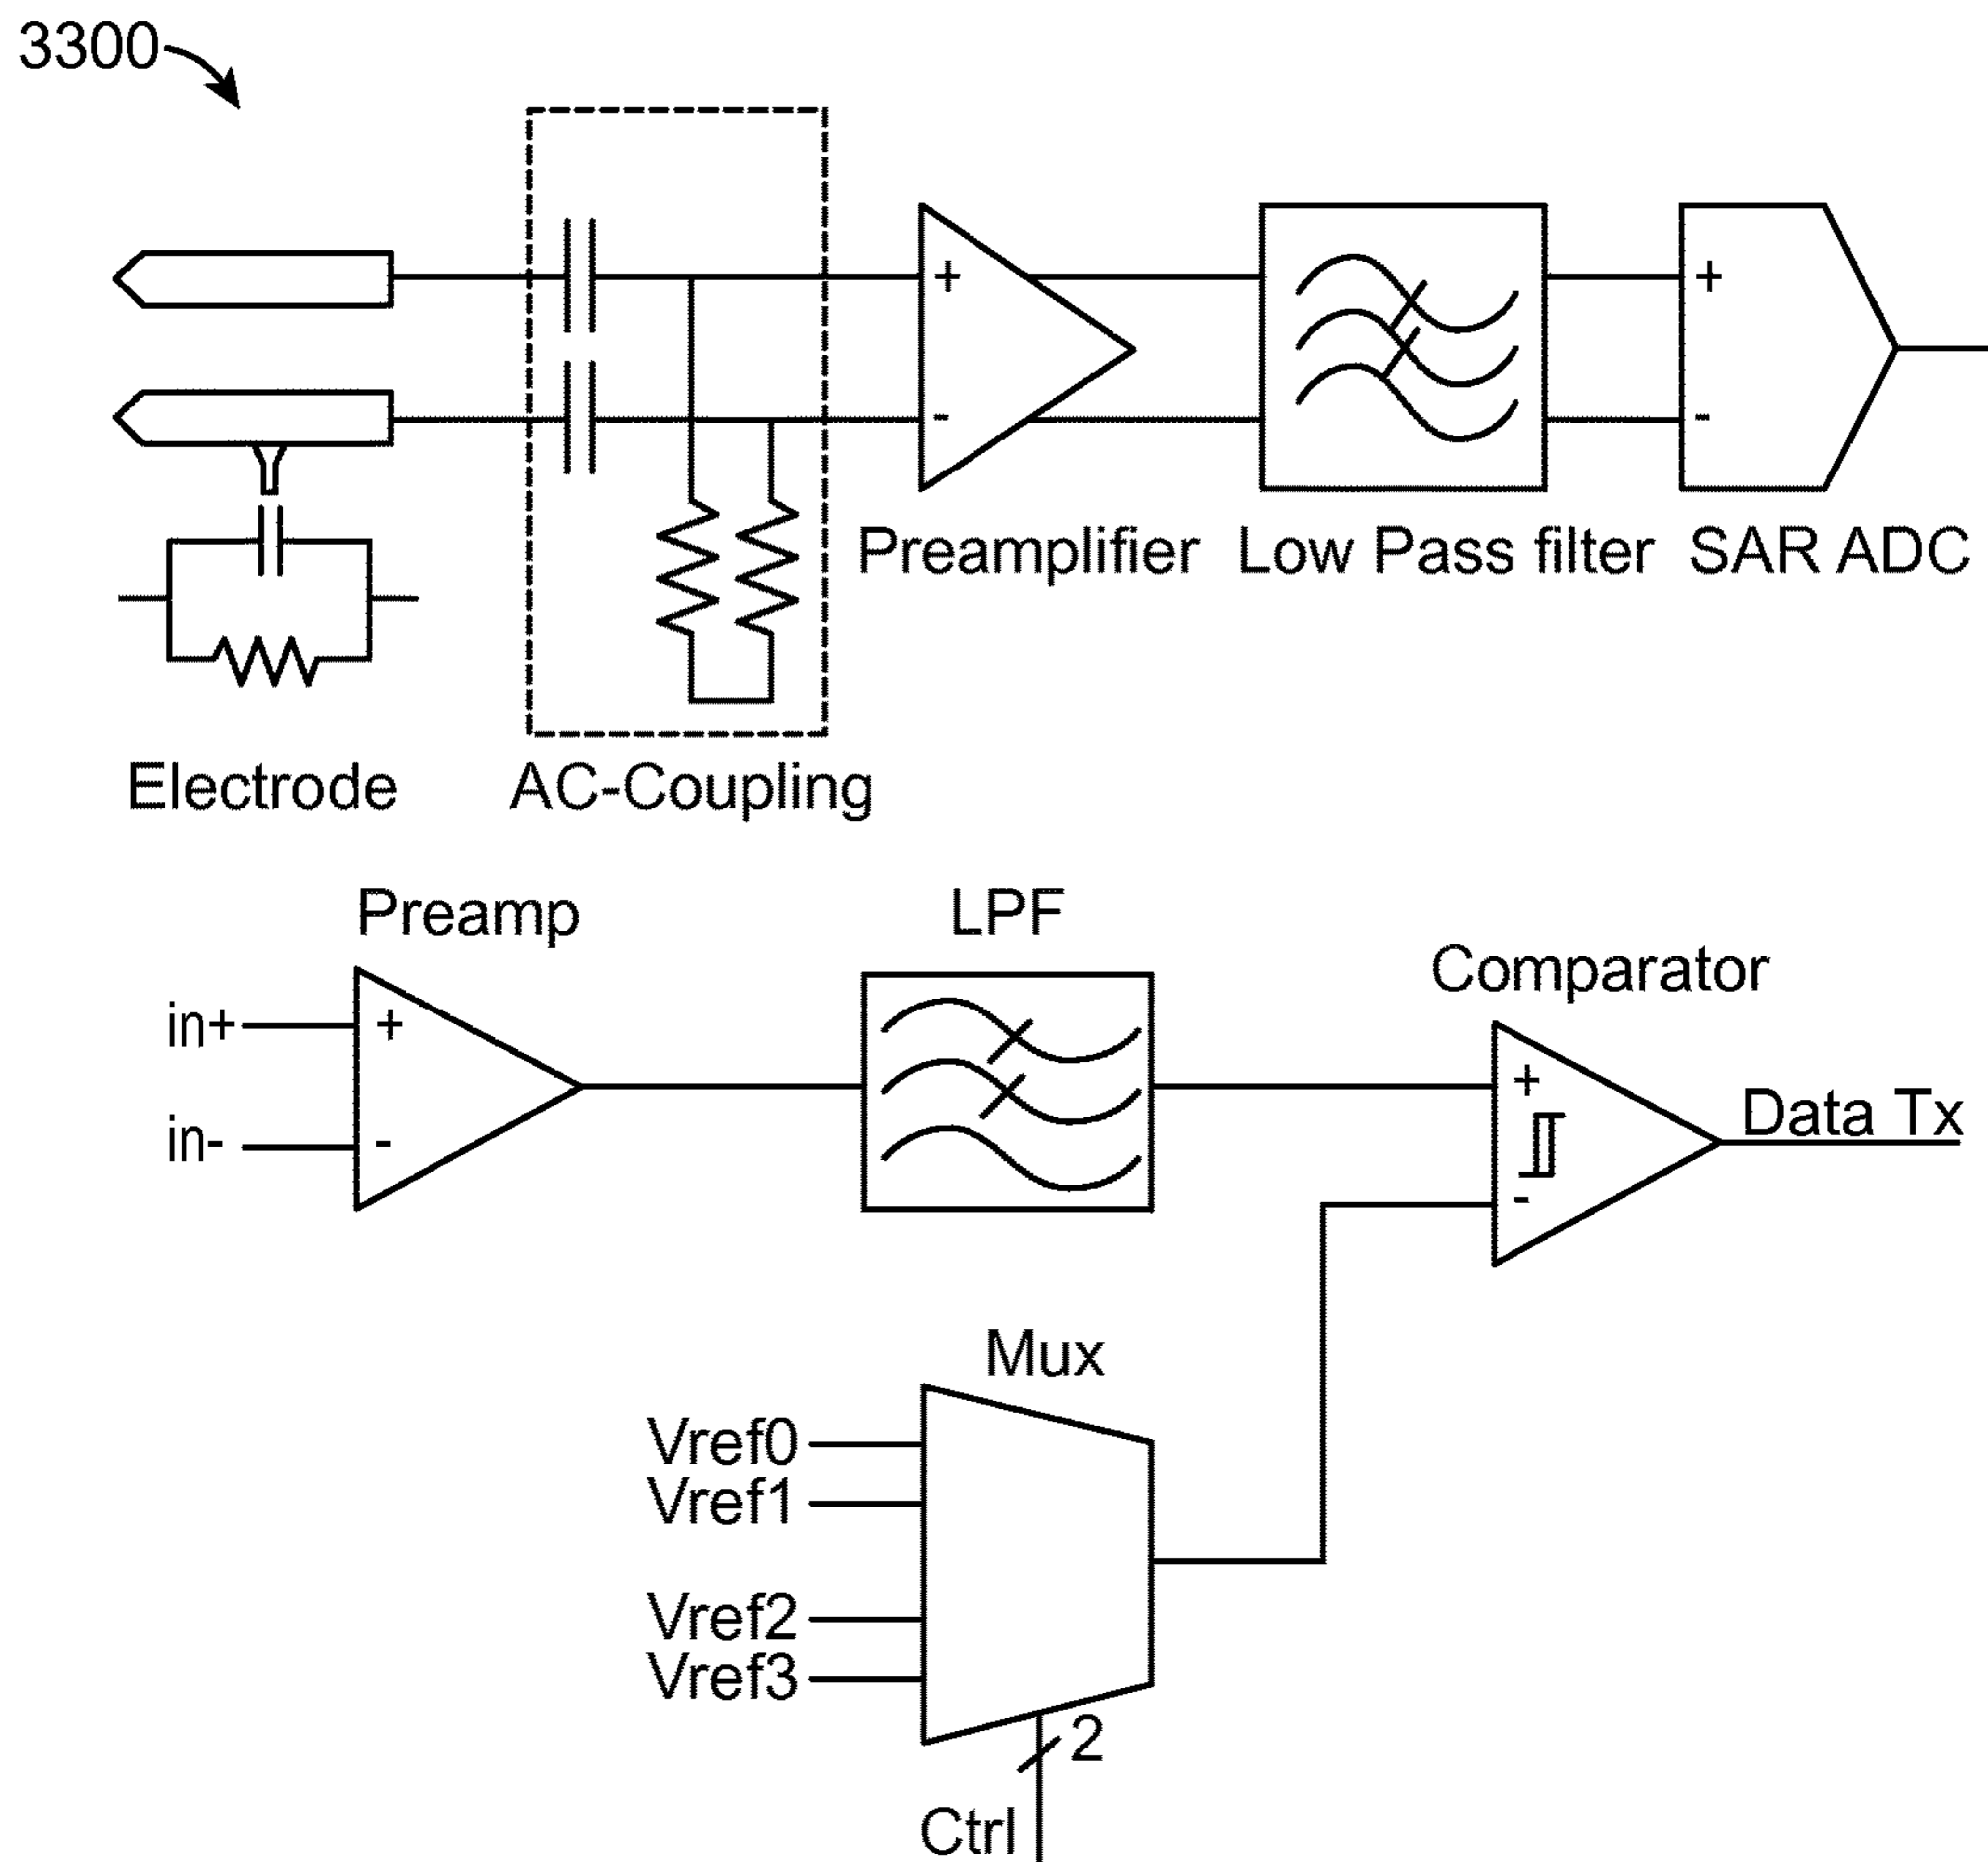 3300
+
+
-
-
Preamplifier Low Pass filter SAR ADC
Electrode AC-Coupling
Preamp LPF
Comparator
in+ +
+
Data Tx
in- -
-
Mux
Vref0
Vref1
Vref2
Vref3
2
Ctrl